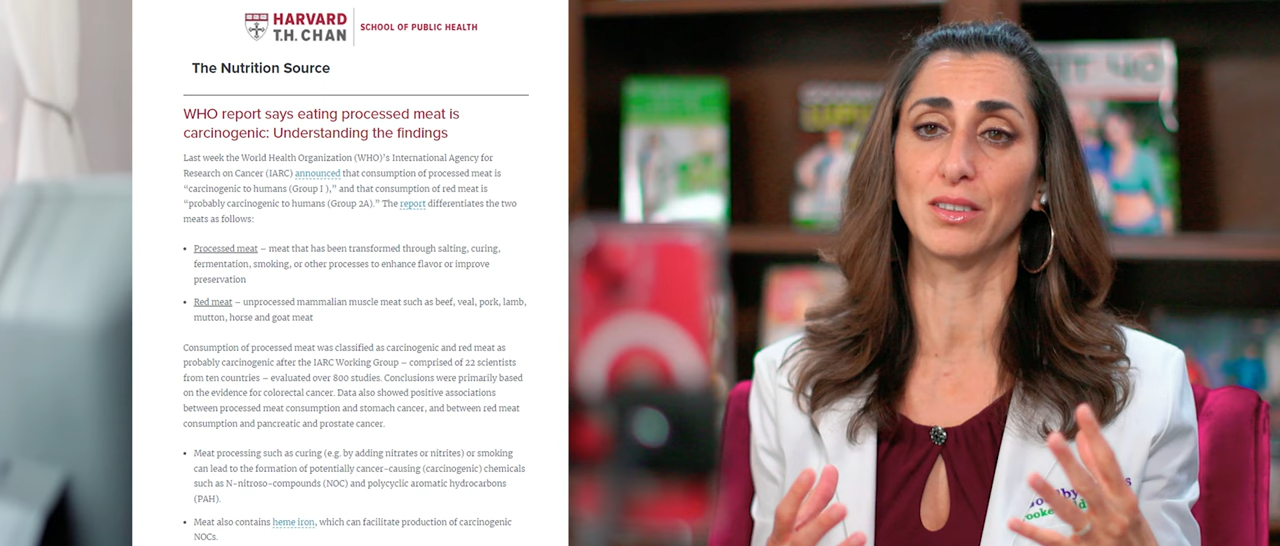 HARVARD
T.H. CHAN
SCHOOL OF PUBLIC HEALTH
The Nutrition Source
WHO report says eating processed meat is
carcinogenic: Understanding the findings
Last week the World Health Organization (WHO)'s International Agency for
Research on Cancer (IARC) announced that consumption of processed meat is
“carcinogenic to humans (Group I ),” and that consumption of red meat is
“probably carcinogenic to humans (Group 2A).” The report differentiates the two
meats as follows:
• Processed meat – meat that has been transformed through salting, curing,
fermentation, smoking, or other processes to enhance flavor or improve
preservation
• Red meat – unprocessed mammalian muscle meat such as beef, veal, pork, lamb,
mutton, horse and goat meat
Consumption of processed meat was classified as carcinogenic and red meat as
probably carcinogenic after the IARC Working Group – comprised of 22 scientists
from ten countries – evaluated over 800 studies. Conclusions were primarily based
on the evidence for colorectal cancer. Data also showed positive associations
between processed meat consumption and stomach cancer, and between red meat
consumption and pancreatic and prostate cancer.
• Meat processing such as curing (e.g. by adding nitrates or nitrites) or smoking
can lead to the formation of potentially cancer-causing (carcinogenic) chemicals
such as N-nitroso-compounds (NOC) and polycyclic aromatic hydrocarbons
(PAH).
• Meat also contains heme iron, which can facilitate production of carcinogenic
NOCs.